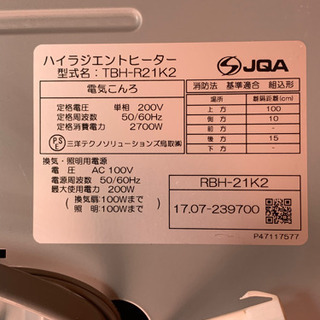 ハイラジエントヒーター
型式名：TBH-R21K2
電気こんろ
定格電圧 単相 200V
定格周波数 50/60Hz
定格消費電力 2700W
PS E 三洋テクノソリューションズ鳥取㈱
換気・照明用電源
電圧 AC 100V
電源周波数 50/60Hz
最大使用電力 200W
(換気扇:100Wまで
照 明:100Wまで)
JQA
消防法 基準適合 組込形
場所 離隔距離(cm)
上方 100
側方 10
前方
後方 15
下方
RBH-21K2
17.07-239700
P47117577